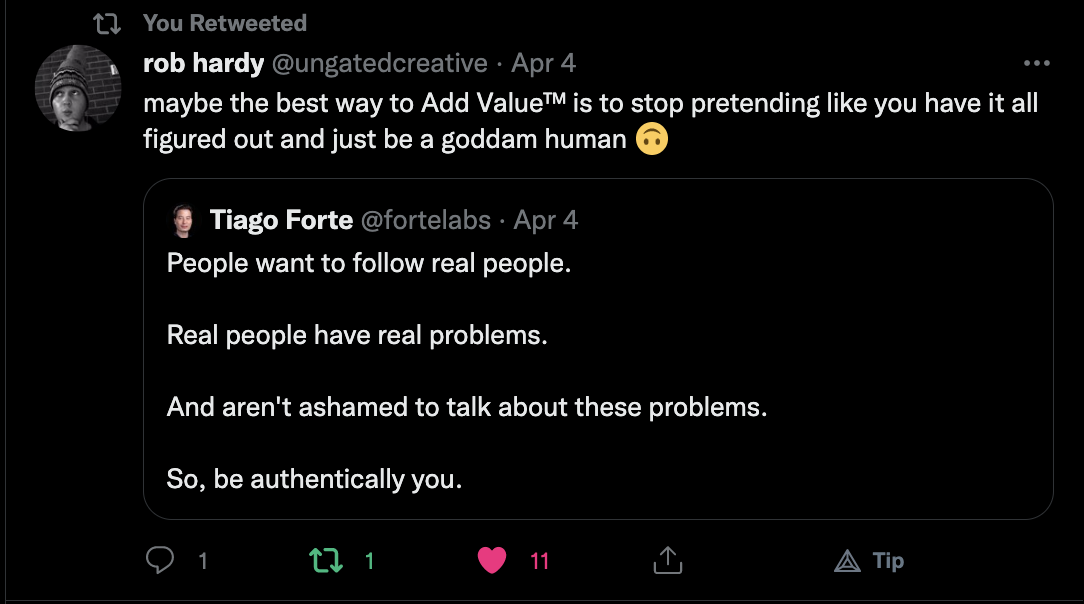 You Retweeted
rob hardy @ungatedcreative · Apr 4
maybe the best way to Add Value™ is to stop pretending like you have it all
figured out and just be a goddam human 🙃
Tiago Forte @fortelabs · Apr 4
People want to follow real people.
Real people have real problems.
And aren't ashamed to talk about these problems.
So, be authentically you.
1 1 11 Tip